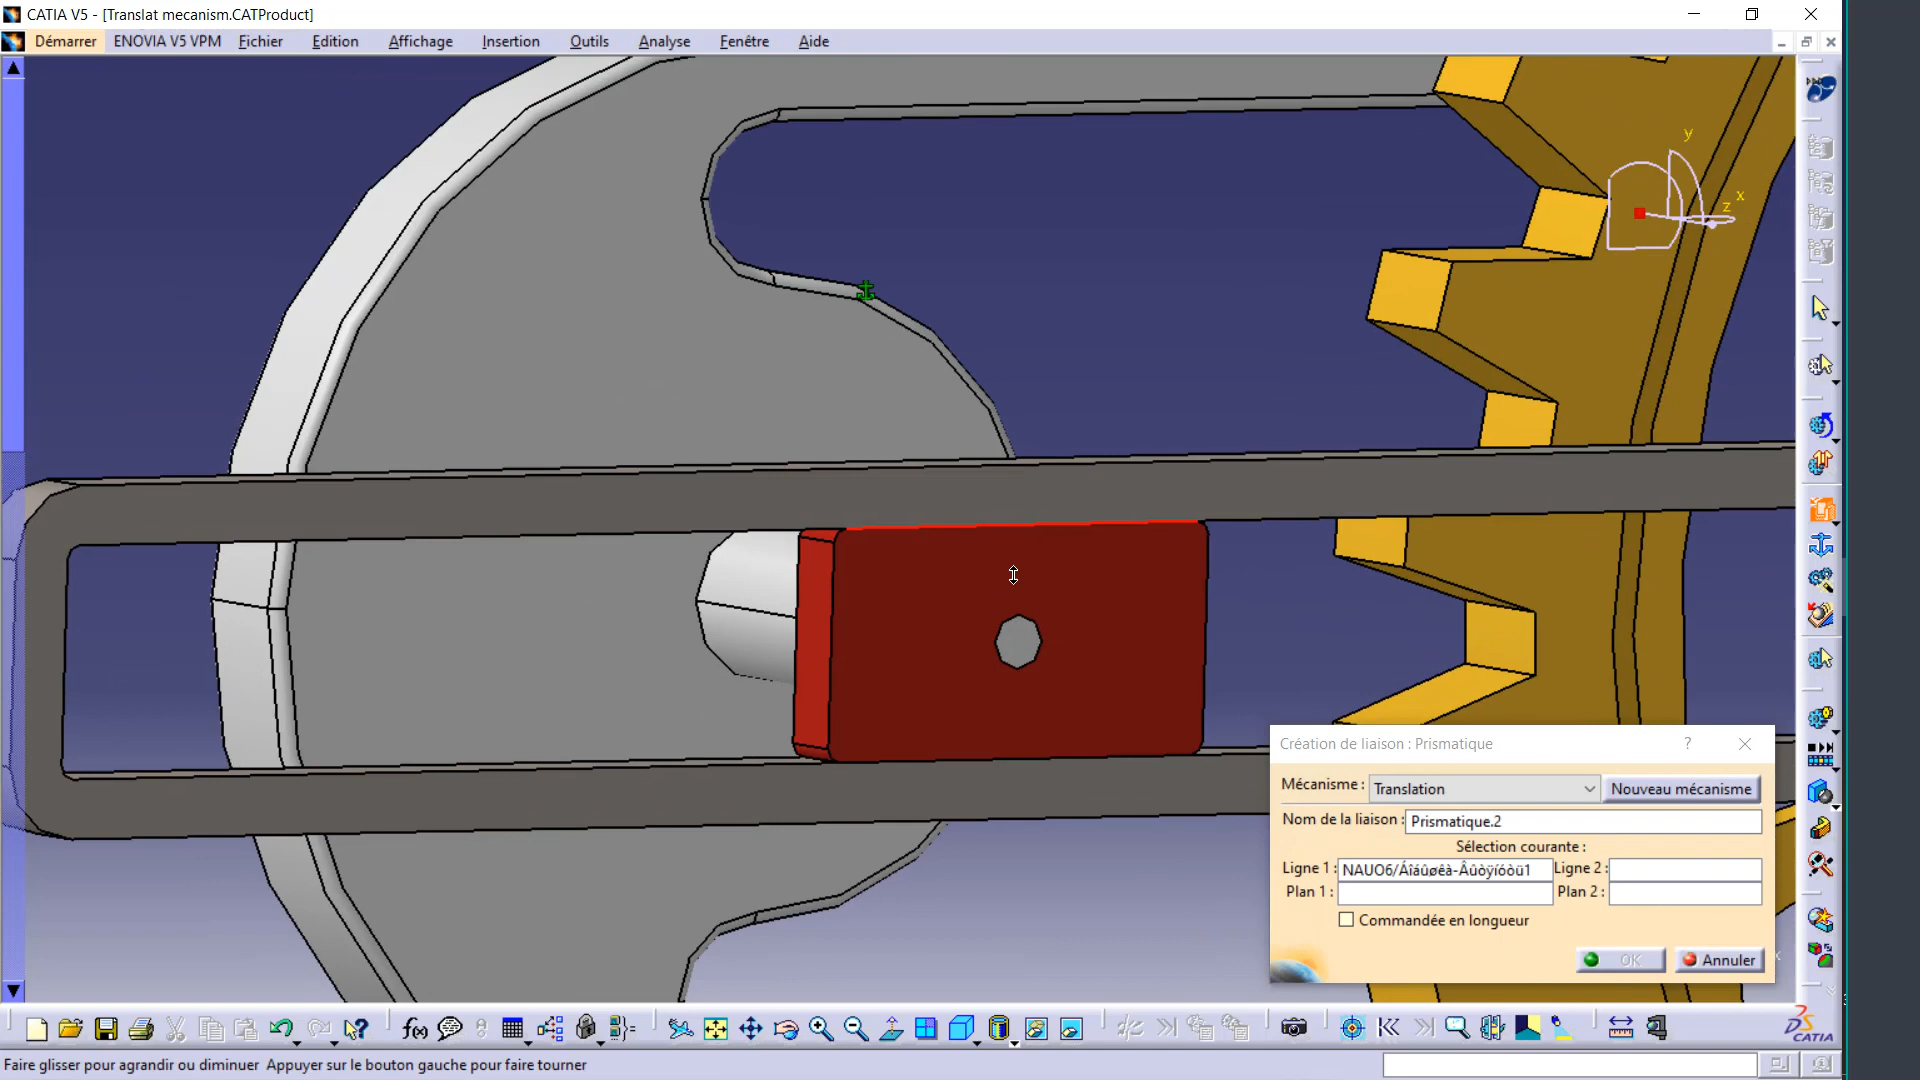 CATIA V5 - [Translat mecanism.CATProduct]
Démarrer ENOVIA V5 VPM Fichier Edition Affichage Insertion Outils Analyse Fenêtre Aide
y
x
z
Création de liaison : Prismatique ?
Mécanisme : Translation Nouveau mécanisme
Nom de la liaison : Prismatique.2
Sélection courante :
Ligne 1 : NAUO6/Áîáûøêà-Âûòÿíóòü1 Ligne 2 :
Plan 1 : Plan 2 :
Commandée en longueur
OK Annuler
f(x)
CATIA
Faire glisser pour agrandir ou diminuer Appuyer sur le bouton gauche pour faire tourner